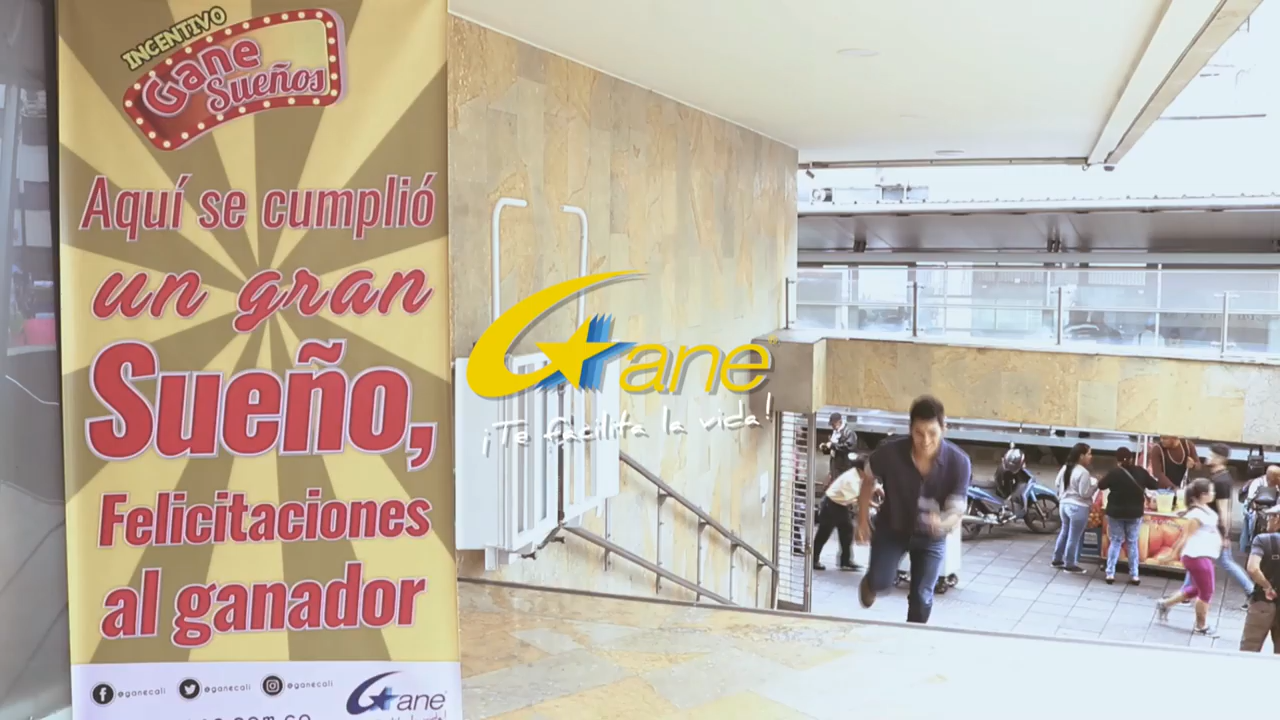 INCENTIVO
Gane
Sueños
Aquí se cumplió
un gran
Sueño,
Felicitaciones
al ganador
@ganecali
@ganecali
@ganecali
Gane
Gane
¡Te facilita la vida!